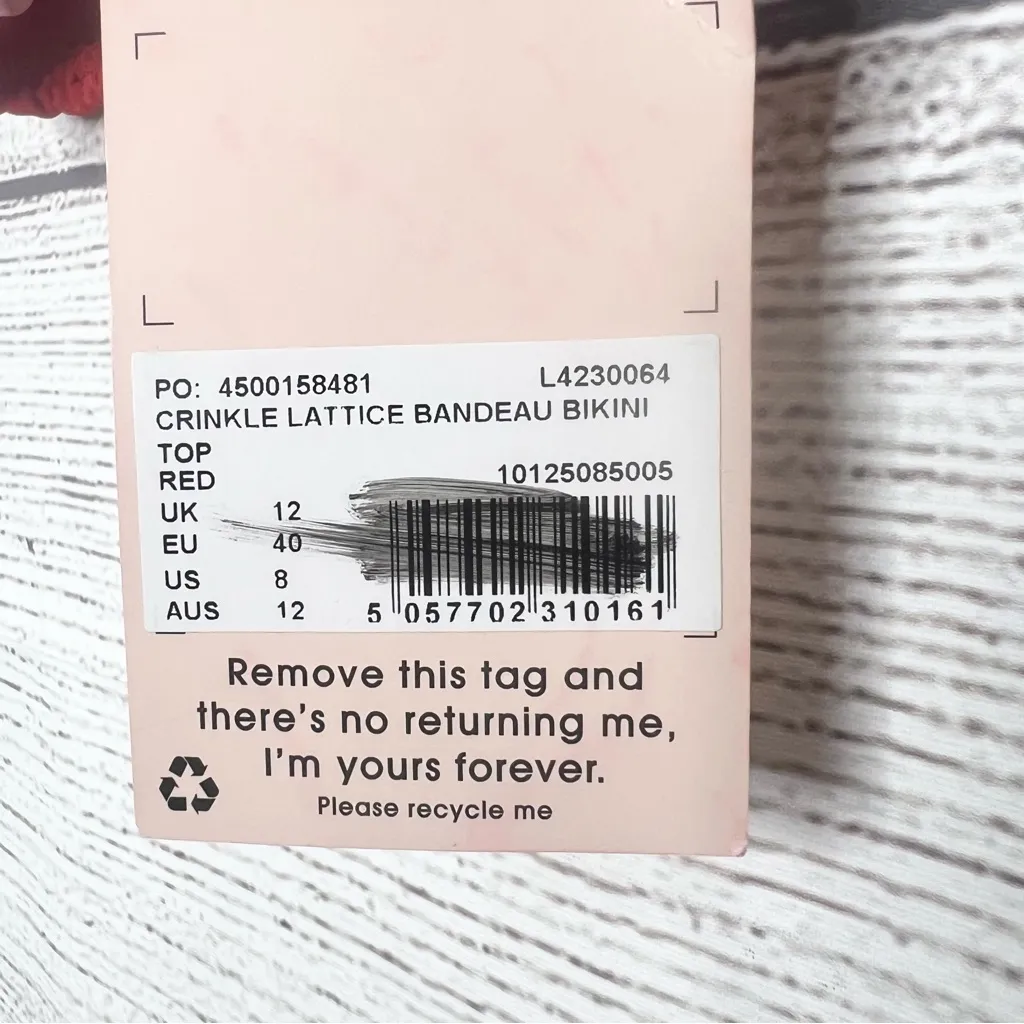 PO: 4500158481 L4230064
CRINKLE LATTICE BANDEAU BIKINI
TOP
RED 10125085005
UK 12
EU 40
US 8
AUS 12 5 057702 310161
Remove this tag and
there's no returning me,
I'm yours forever.
Please recycle me